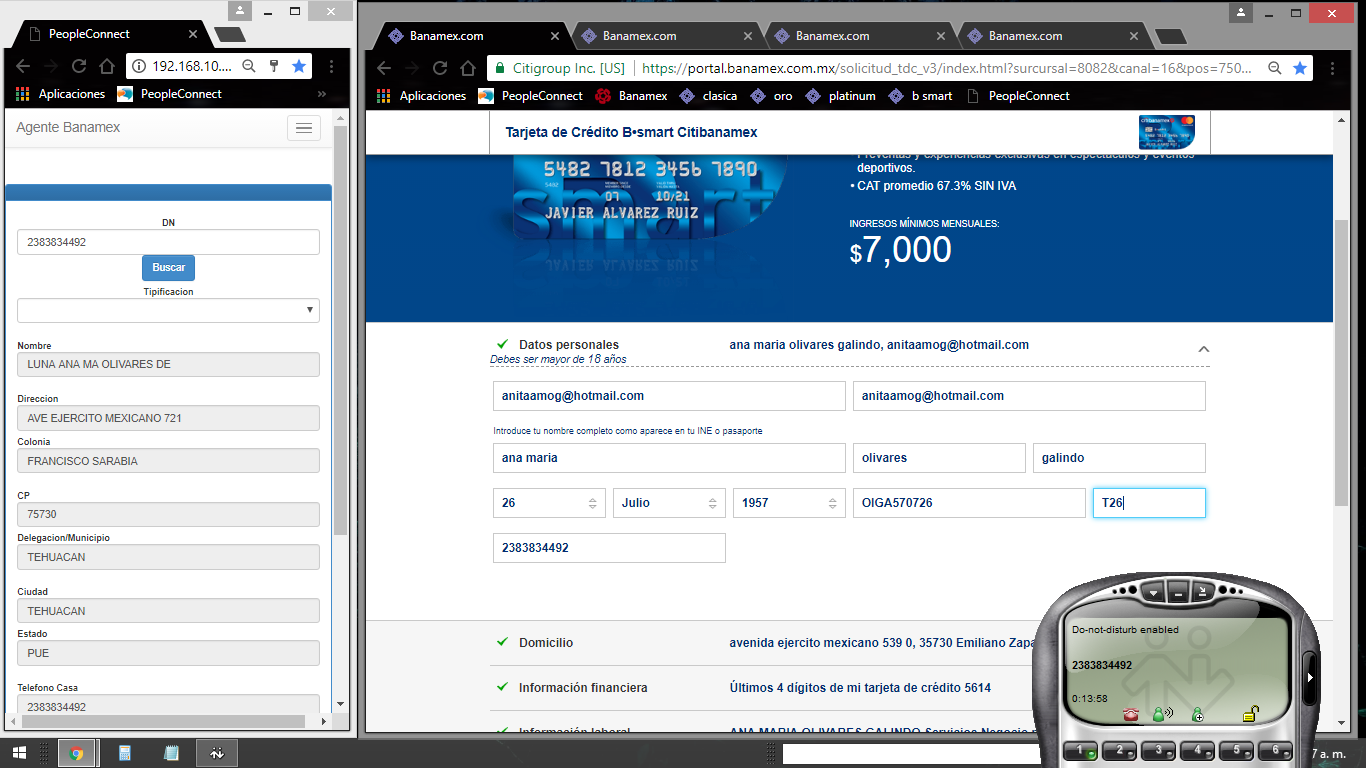 PeopleConnect
192.168.10....
Aplicaciones
PeopleConnect
»
Agente Banamex
DN
2383834492
Buscar
Tipificacion
Nombre
LUNA ANA MA OLIVARES DE
Direccion
AVE EJERCITO MEXICANO 721
Colonia
FRANCISCO SARABIA
CP
75730
Delegacion/Municipio
TEHUACAN
Ciudad
TEHUACAN
Estado
PUE
Telefono Casa
2383834492
Banamex.com
Banamex.com
Banamex.com
Banamex.com
Citigroup Inc. [US] https://portal.banamex.com.mx/solicitud_tdc_v3/index.html?surcursal=8082&canal=16&pos=750...
Aplicaciones PeopleConnect Banamex clasica oro platinum b smart PeopleConnect
Tarjeta de Crédito B•smart Citibanamex
citibanamex
5482 7812 3456 7890
5482
07 10/21
JAVIER ALVAREZ RUIZ
smart
Preventas y experiencias exclusivas en espectáculos y eventos
deportivos.
• CAT promedio 67.3% SIN IVA
INGRESOS MÍNIMOS MENSUALES:
$7,000
Datos personales ana maria olivares galindo, anitaamog@hotmail.com
Debes ser mayor de 18 años
anitaamog@hotmail.com anitaamog@hotmail.com
Introduce tu nombre completo como aparece en tu INE o pasaporte
ana maria olivares galindo
26 Julio 1957 OIGA570726 T26
2383834492
Domicilio avenida ejercito mexicano 539 0, 35730 Emiliano Zapa
Información financiera Últimos 4 dígitos de mi tarjeta de crédito 5614
Información laboral ANA MARIA OLIVARES GALINDO Servicios Negocio
Do-not-disturb enabled
2383834492
0:13:58
1 2 3 4 5 6
7 a. m.